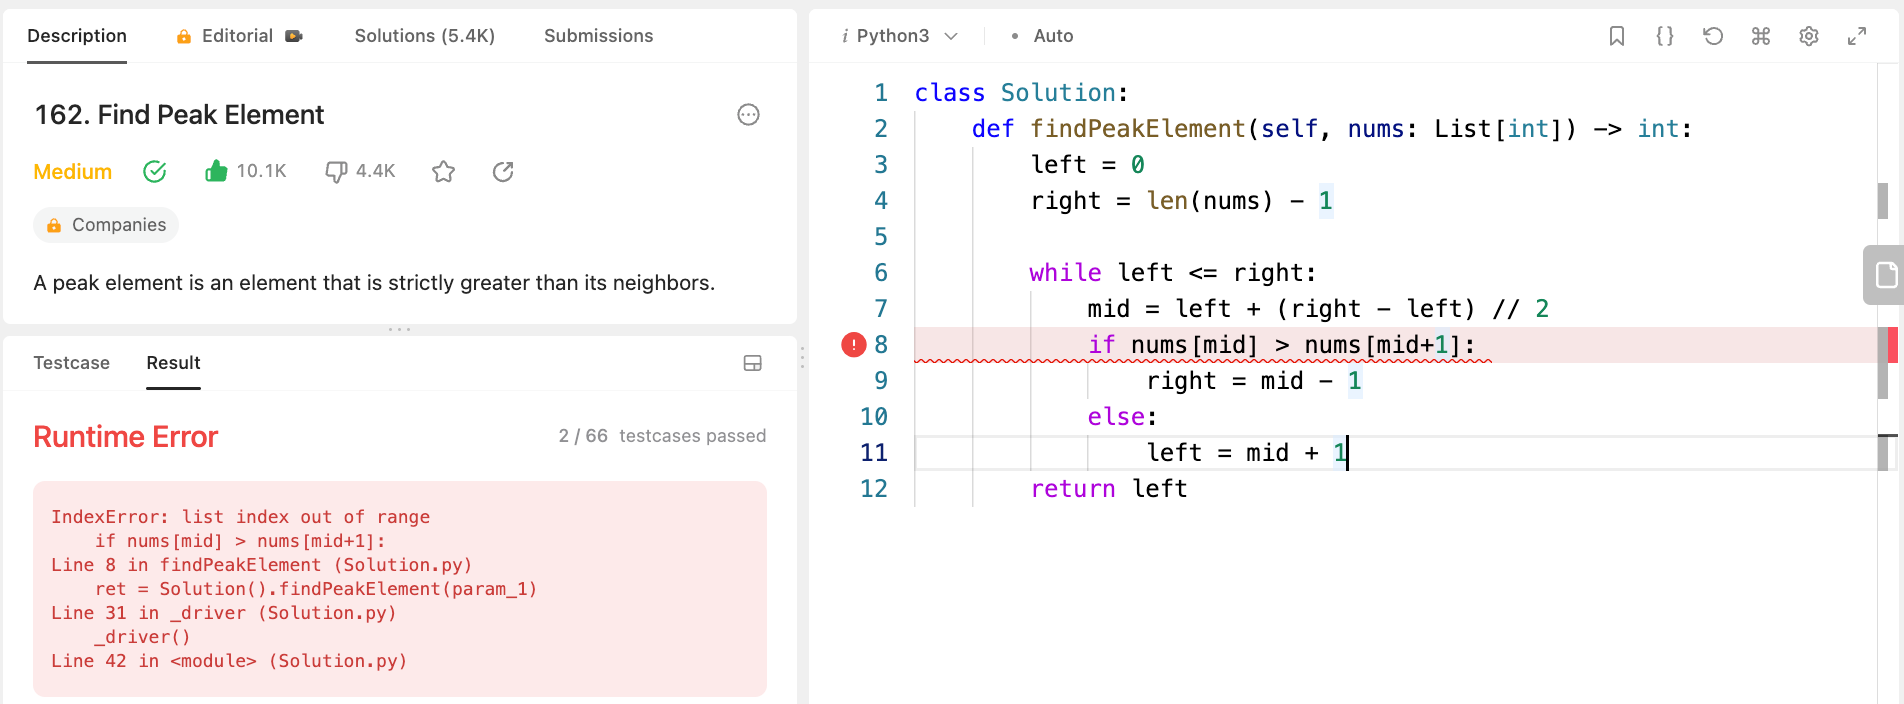 Description Editorial Solutions (5.4K) Submissions
162. Find Peak Element
Medium 10.1K 4.4K
Companies
A peak element is an element that is strictly greater than its neighbors.
Testcase Result
Runtime Error 2 / 66 testcases passed
IndexError: list index out of range
    if nums[mid] > nums[mid+1]:
Line 8 in findPeakElement (Solution.py)
    ret = Solution().findPeakElement(param_1)
Line 31 in _driver (Solution.py)
    _driver()
Line 42 in <module> (Solution.py)
i Python3 • Auto
1 class Solution:
2     def findPeakElement(self, nums: List[int]) -> int:
3         left = 0
4         right = len(nums) - 1
5
6         while left <= right:
7             mid = left + (right - left) // 2
8             if nums[mid] > nums[mid+1]:
9                 right = mid - 1
10             else:
11                 left = mid + 1
12         return left